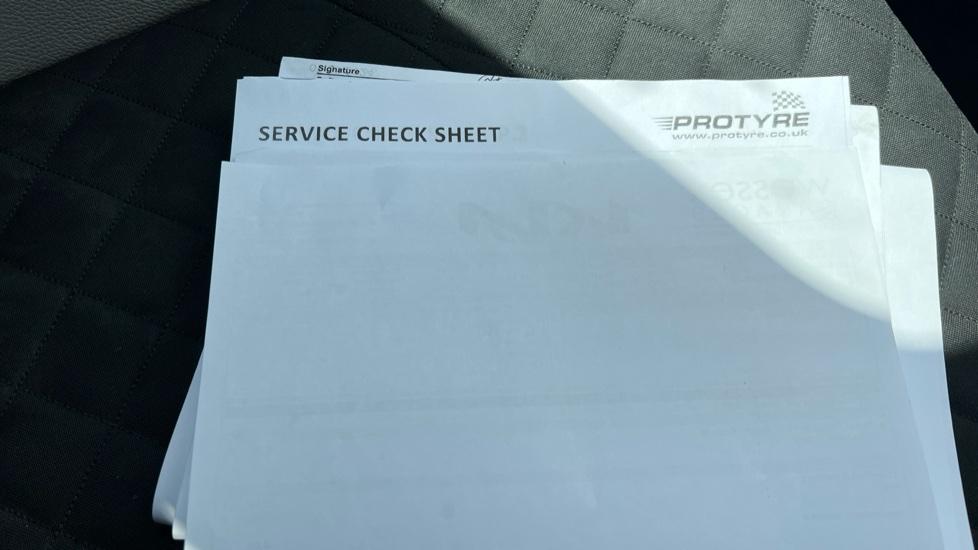 Signature
SERVICE CHECK SHEET
PROTYRE
www.protyre.co.uk